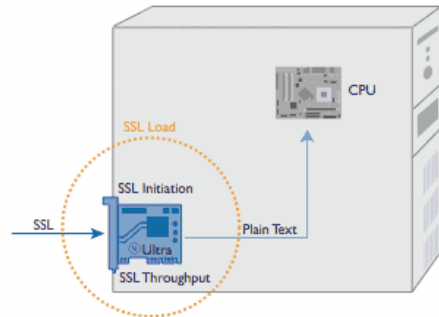 CPU
SSL Load
SSL Initiation
SSL
Ultra
Plain Text
SSL Throughput